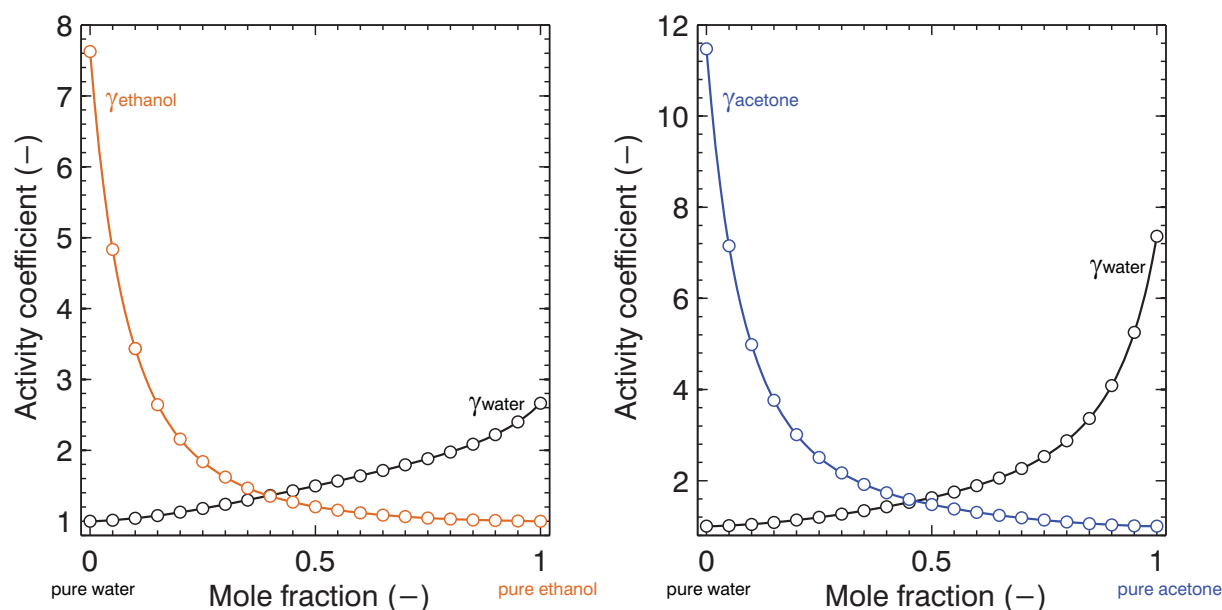 Activity coefficient (−)
8
7
6
5
4
3
2
1
γethanol
γwater
0
0.5
1
pure water
Mole fraction (−)
pure ethanol
Activity coefficient (−)
12
10
8
6
4
2
γacetone
γwater
0
0.5
1
pure water
Mole fraction (−)
pure acetone